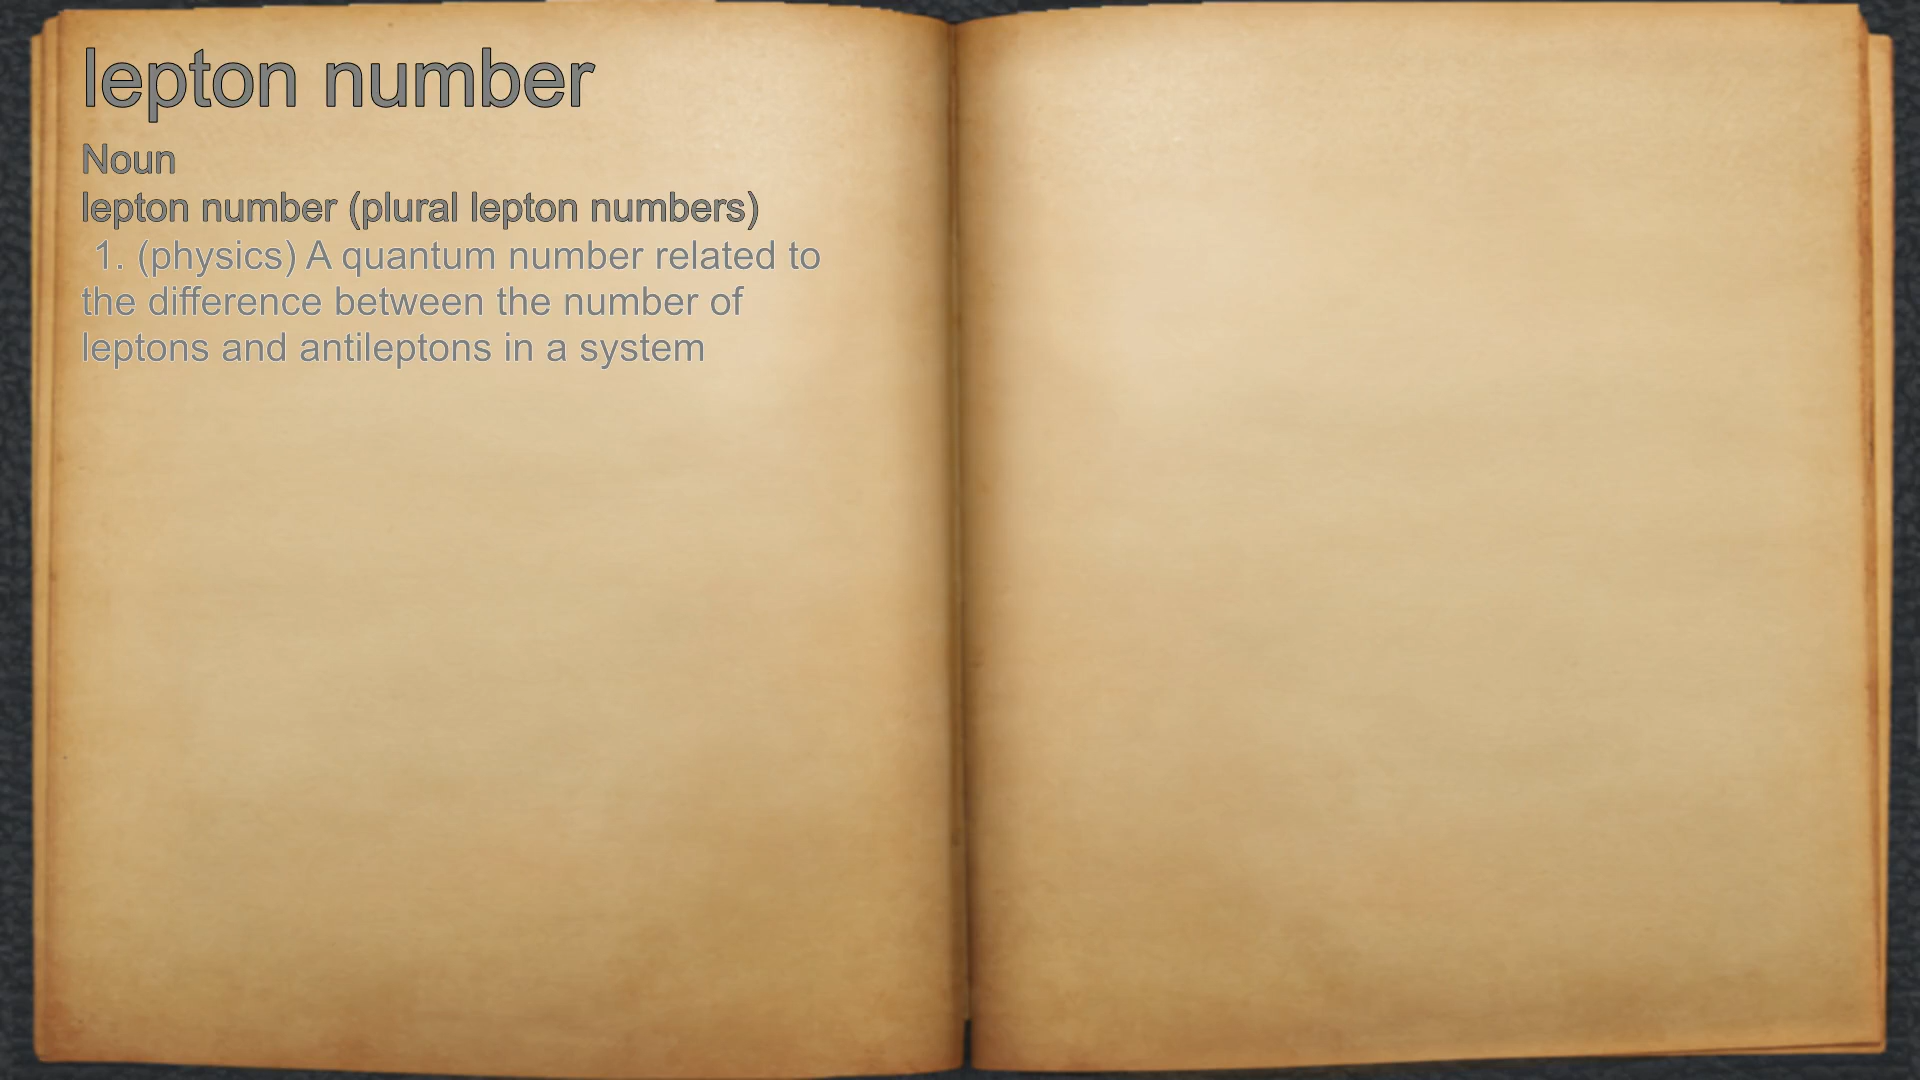 lepton number
Noun
lepton number (plural lepton numbers)
1. (physics) A quantum number related to
the difference between the number of
leptons and antileptons in a system